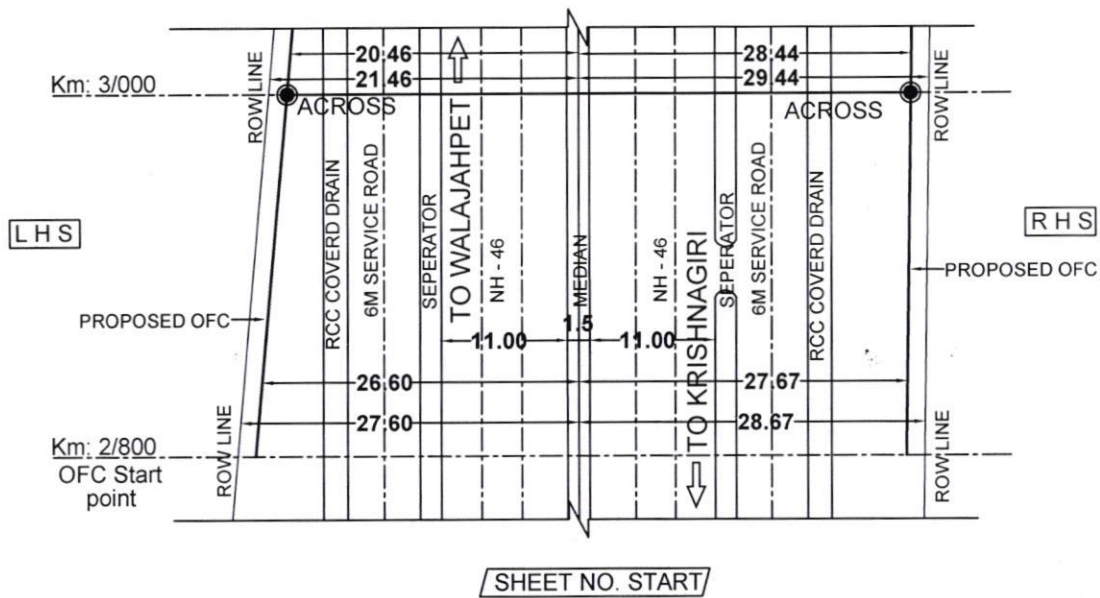 20.46
28.44
21.46
29.44
Km: 3/000
ROW LINE
ACROSS
ACROSS
ROW LINE
L H S
R H S
RCC COVERD DRAIN
6M SERVICE ROAD
SEPERATOR
TO WALAJAHPET
NH - 46
MEDIAN
NH - 46
TO KRISHNAGIRI
SEPERATOR
6M SERVICE ROAD
RCC COVERD DRAIN
PROPOSED OFC
PROPOSED OFC
1.5
11.00
11.00
26.60
27.67
27.60
28.67
Km: 2/800
OFC Start
point
ROW LINE
ROW LINE
SHEET NO. START